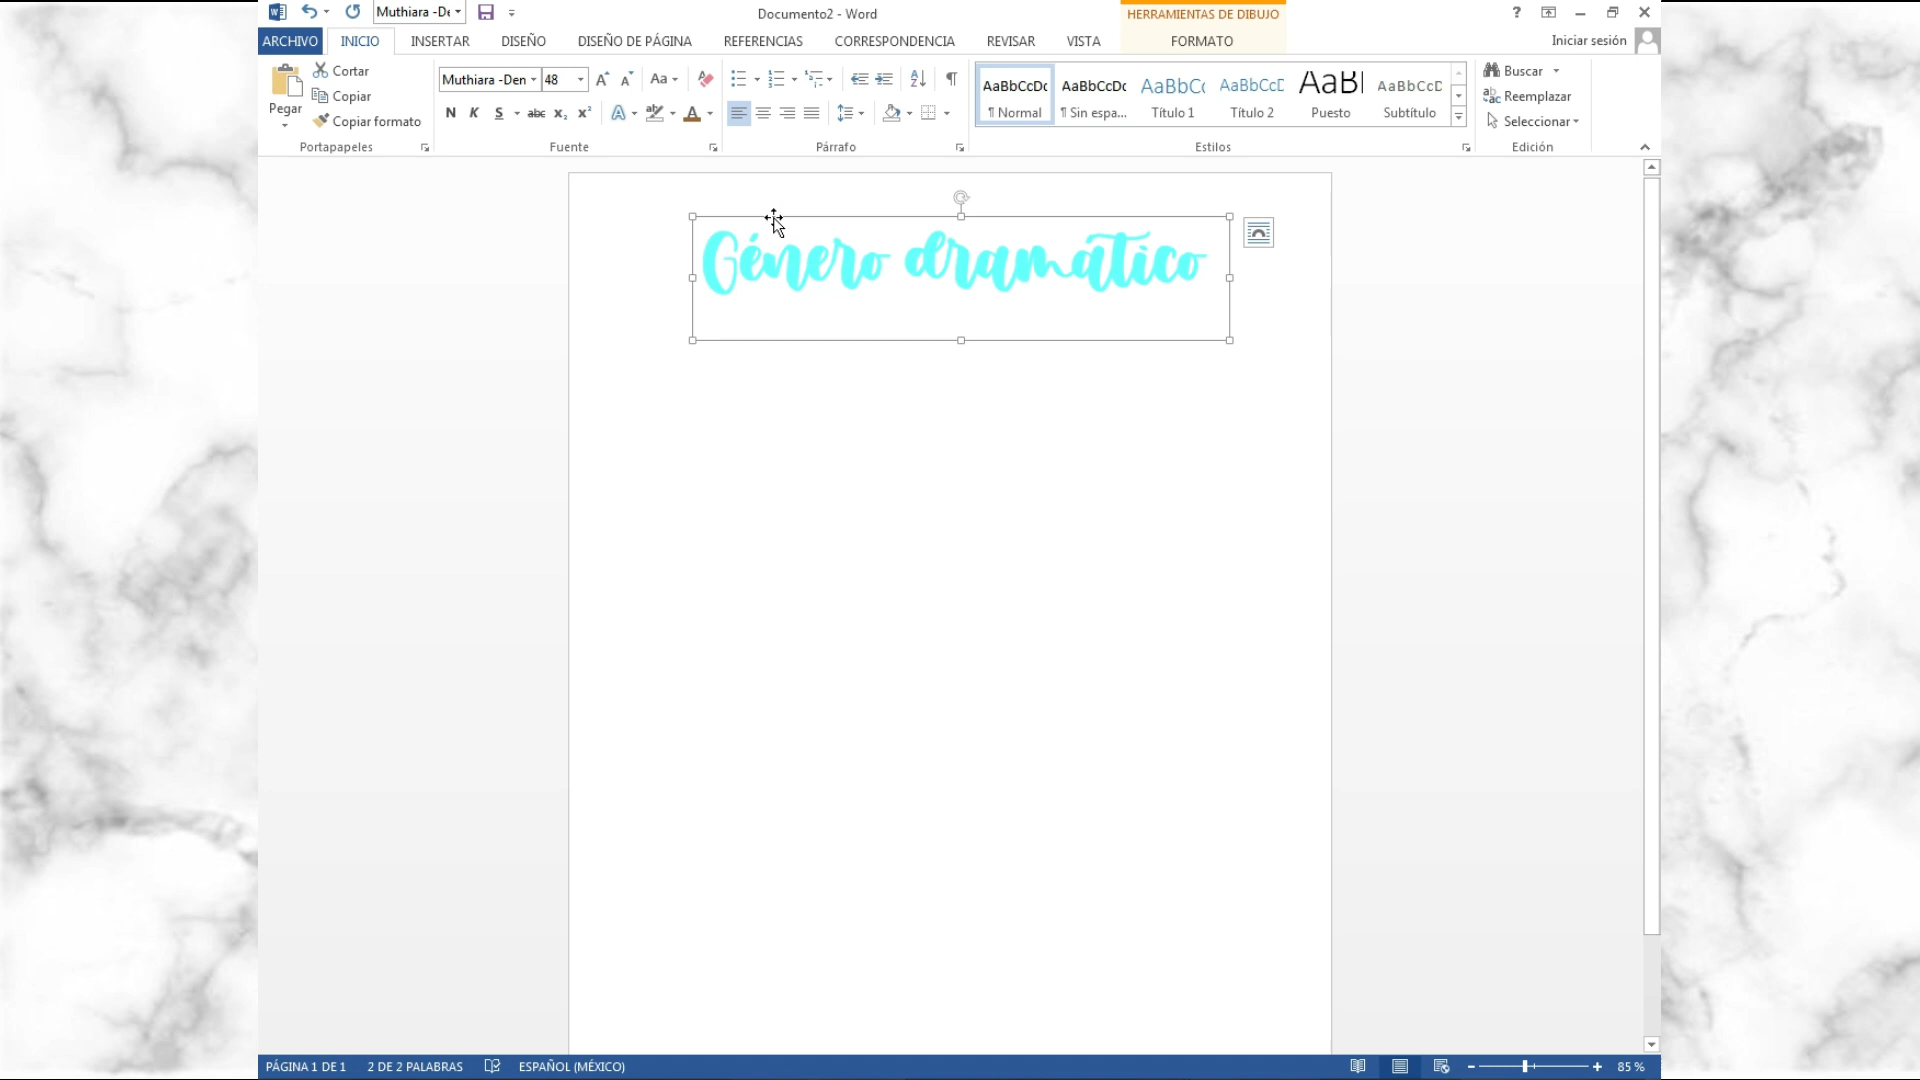 Muthiara -De
Documento2 - Word
HERRAMIENTAS DE DIBUJO
?
ARCHIVO INICIO INSERTAR DISEÑO DISEÑO DE PÁGINA REFERENCIAS CORRESPONDENCIA REVISAR VISTA FORMATO Iniciar sesión
Pegar
Cortar
Copiar
Copiar formato
Portapapeles
Muthiara -Den 48 Aa
N K S abc x₂ x² A ab A
Fuente
Párrafo
AaBbCcDc AaBbCcDc AaBbC AaBbCcD AaB AaBbCcD
¶ Normal ¶ Sin espa... Título 1 Título 2 Puesto Subtítulo
Estilos
Buscar
Reemplazar
Seleccionar
Edición
Género dramático
PÁGINA 1 DE 1 2 DE 2 PALABRAS ESPAÑOL (MÉXICO) 85 %